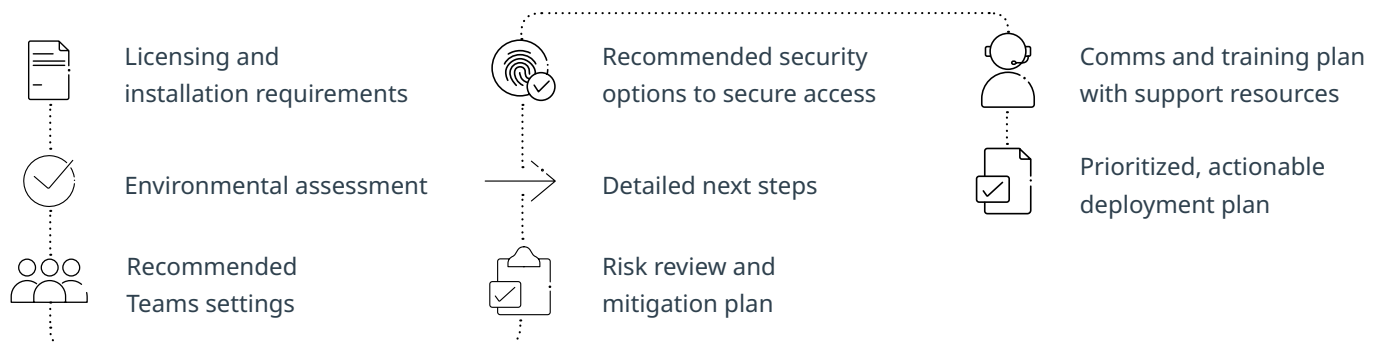 Licensing and
installation requirements
Environmental assessment
Recommended
Teams settings
Recommended security
options to secure access
Detailed next steps
Risk review and
mitigation plan
Comms and training plan
with support resources
Prioritized, actionable
deployment plan